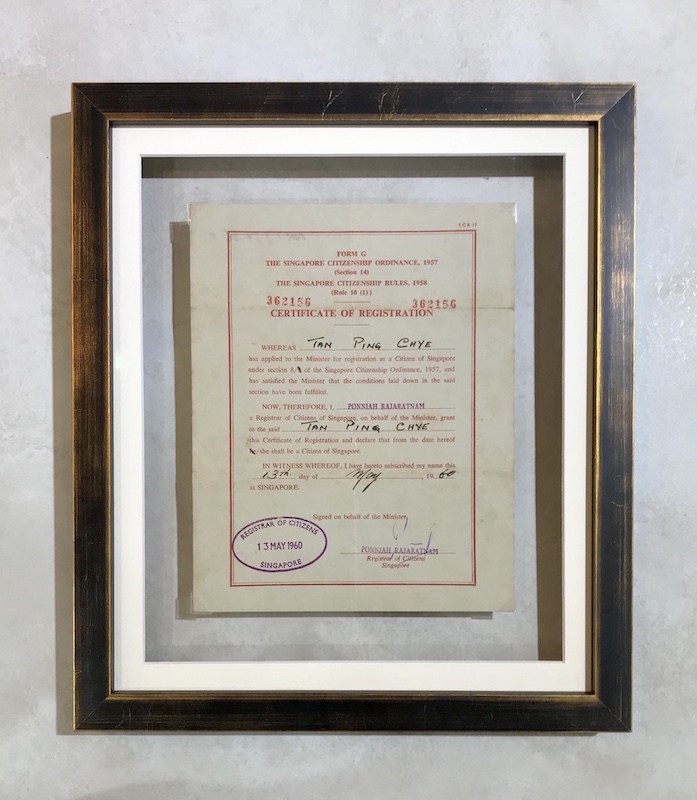 FORM G
THE SINGAPORE CITIZENSHIP ORDINANCE, 1957
(Section 14)
THE SINGAPORE CITIZENSHIP RULES, 1958
(Rule 10 (1))
362156 362156
CERTIFICATE OF REGISTRATION
WHEREAS TAN PING CHYE
has applied to the Minister for registration as a Citizen of Singapore
under section 8/ of the Singapore Citizenship Ordinance, 1957, and
has satisfied the Minister that the conditions laid down in the said
section have been fulfilled.
NOW, THEREFORE, I, PONNIAH RAJARATNAM
a Registrar of Citizens of Singapore, on behalf of the Minister, grant
to the said TAN PING CHYE
this Certificate of Registration and declare that from the date hereof
he/she shall be a Citizen of Singapore.
IN WITNESS WHEREOF, I have hereto subscribed my name this
13th day of May , 1960
at SINGAPORE.
Signed on behalf of the Minister
REGISTRAR OF CITIZENS
13 MAY 1960
SINGAPORE
PONNIAH RAJARATNAM
Registrar of Citizens
Singapore